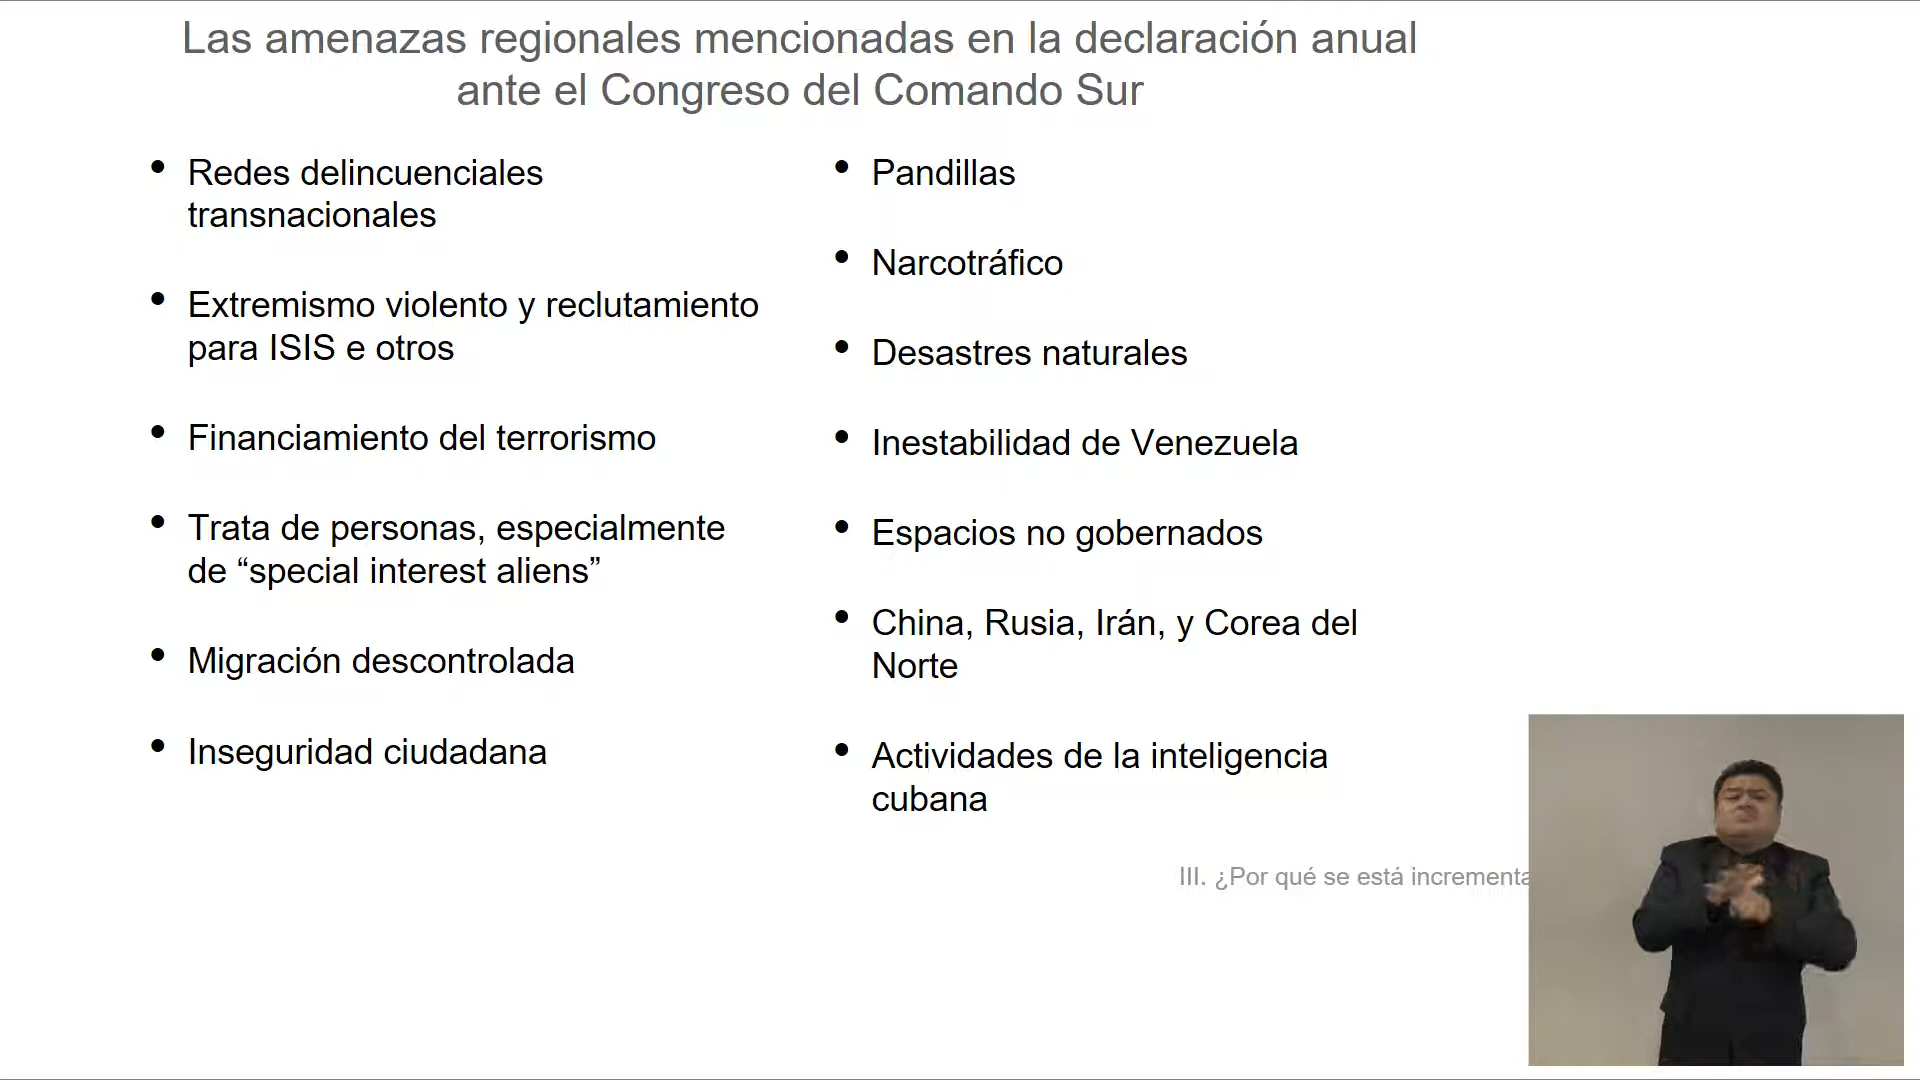 Las amenazas regionales mencionadas en la declaración anual
ante el Congreso del Comando Sur
• Redes delincuenciales
transnacionales
• Extremismo violento y reclutamiento
para ISIS e otros
• Financiamiento del terrorismo
• Trata de personas, especialmente
de “special interest aliens”
• Migración descontrolada
• Inseguridad ciudadana
• Pandillas
• Narcotráfico
• Desastres naturales
• Inestabilidad de Venezuela
• Espacios no gobernados
• China, Rusia, Irán, y Corea del
Norte
• Actividades de la inteligencia
cubana
III. ¿Por qué se está incrementa